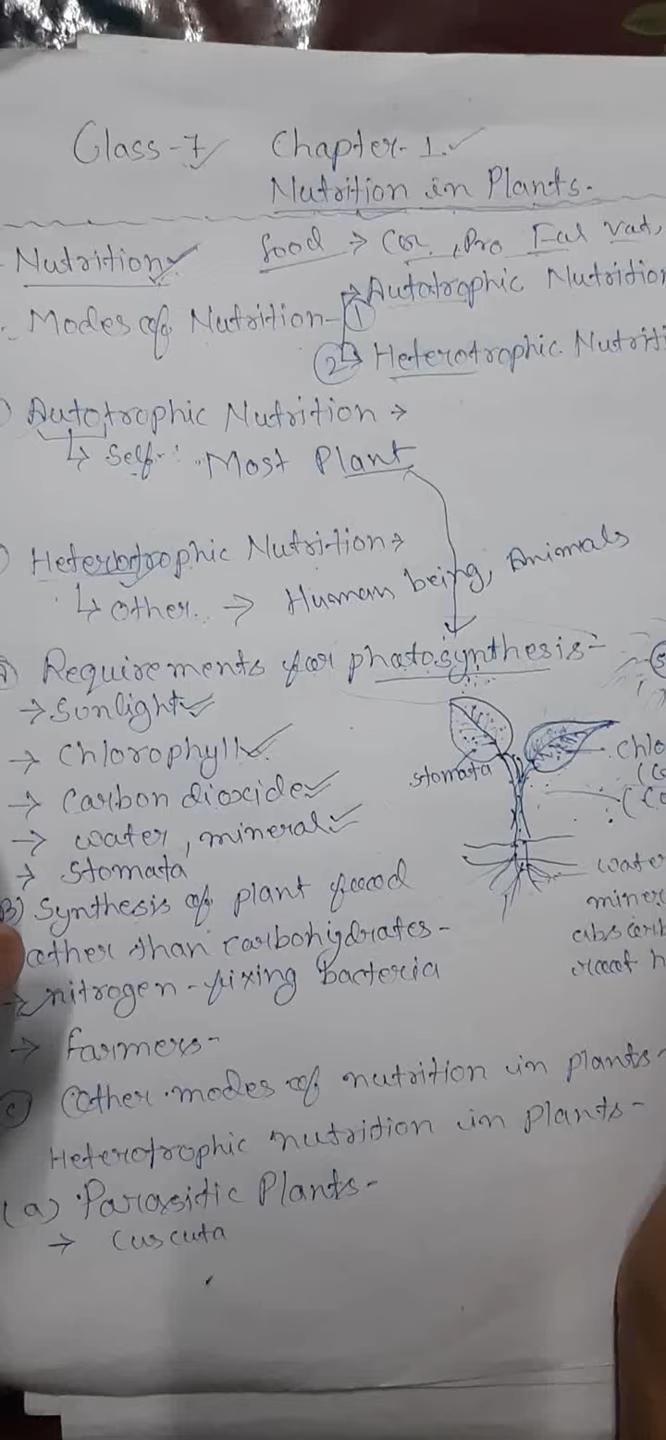 Class-7 Chapter-1.
Nutrition in Plants.
Nutrition food → Car, Pro Fat
Modes of Nutrition- ① Autotrophic Nutrition
② Heterotrophic Nutriti
Autotrophic Nutrition →
↳ Self- Most Plant
Heterotrophic Nutrition →
↳ Other. → Human being, Animals
Requirements for photosynthesis-
→ Sunlight
→ Chlorophyll
→ Carbon dioxide
→ water, mineral
→ Stomata
stomata
Chlo
(Co
water
miner
absorb
root h
B) Synthesis of plant food
other than carbohydrates-
→ nitrogen-fixing bacteria
→ farmers-
C Other modes of nutrition in plants-
Heterotrophic nutrition in plants-
(a) Parasitic Plants-
→ Cuscuta